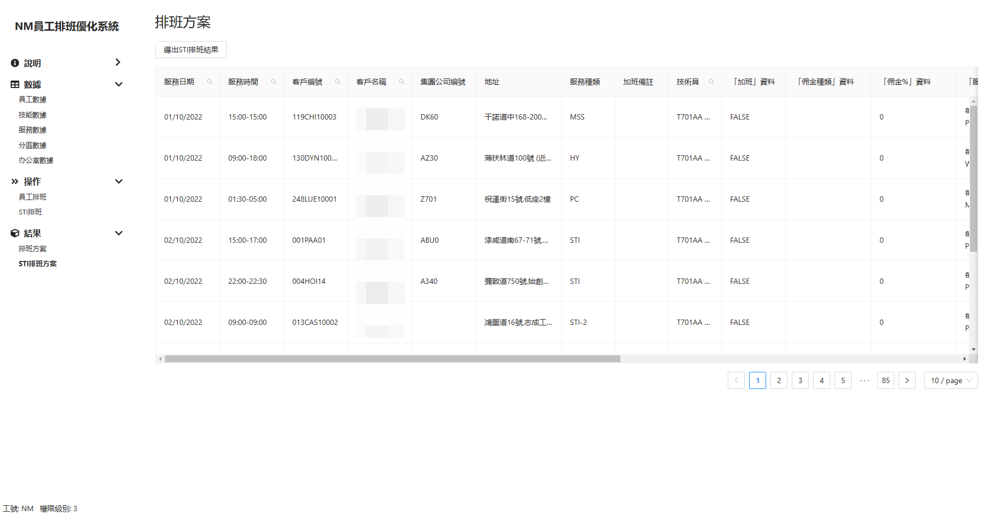 NM員工排班優化系統
說明
數據
員工數據
技能數據
服務數據
分區數據
办公室數據
操作
員工排班
STI排班
結果
排班方案
STI排班方案
工號: NM 權限級別: 3
排班方案
導出STI排班結果
服務日期 服務時間 客戶編號 客戶名稱 集團公司編號 地址 服務種類 加班備註 技術員 「加班」資料 「佣金種類」資料 「佣金%」資料 「服
01/10/2022 15:00-15:00 119CHI10003 DK60 干諾道中168-200... MSS T701AA ... FALSE 0 每
P
01/10/2022 09:00-18:00 130DYN100... AZ30 薄扶林道100號 (近... HY T701AA ... FALSE 0 每
W
01/10/2022 01:30-05:00 248LUE10001 Z701 祝運街15號,低座2樓 PC T701AA ... FALSE 0 每
M
02/10/2022 15:00-17:00 001PAA01 ABU0 漆咸道南67-71號,... STI T701AA ... FALSE 0 每
P
02/10/2022 22:00-22:30 004HOI14 A340 彌敦道750號,始創... STI T701AA ... FALSE 0 每
P
02/10/2022 09:00-09:00 013CAS10002 鴻圖道16號,志成工... STI-2 T701AA ... FALSE 0 每
P
1 2 3 4 5 ••• 85 10 / page